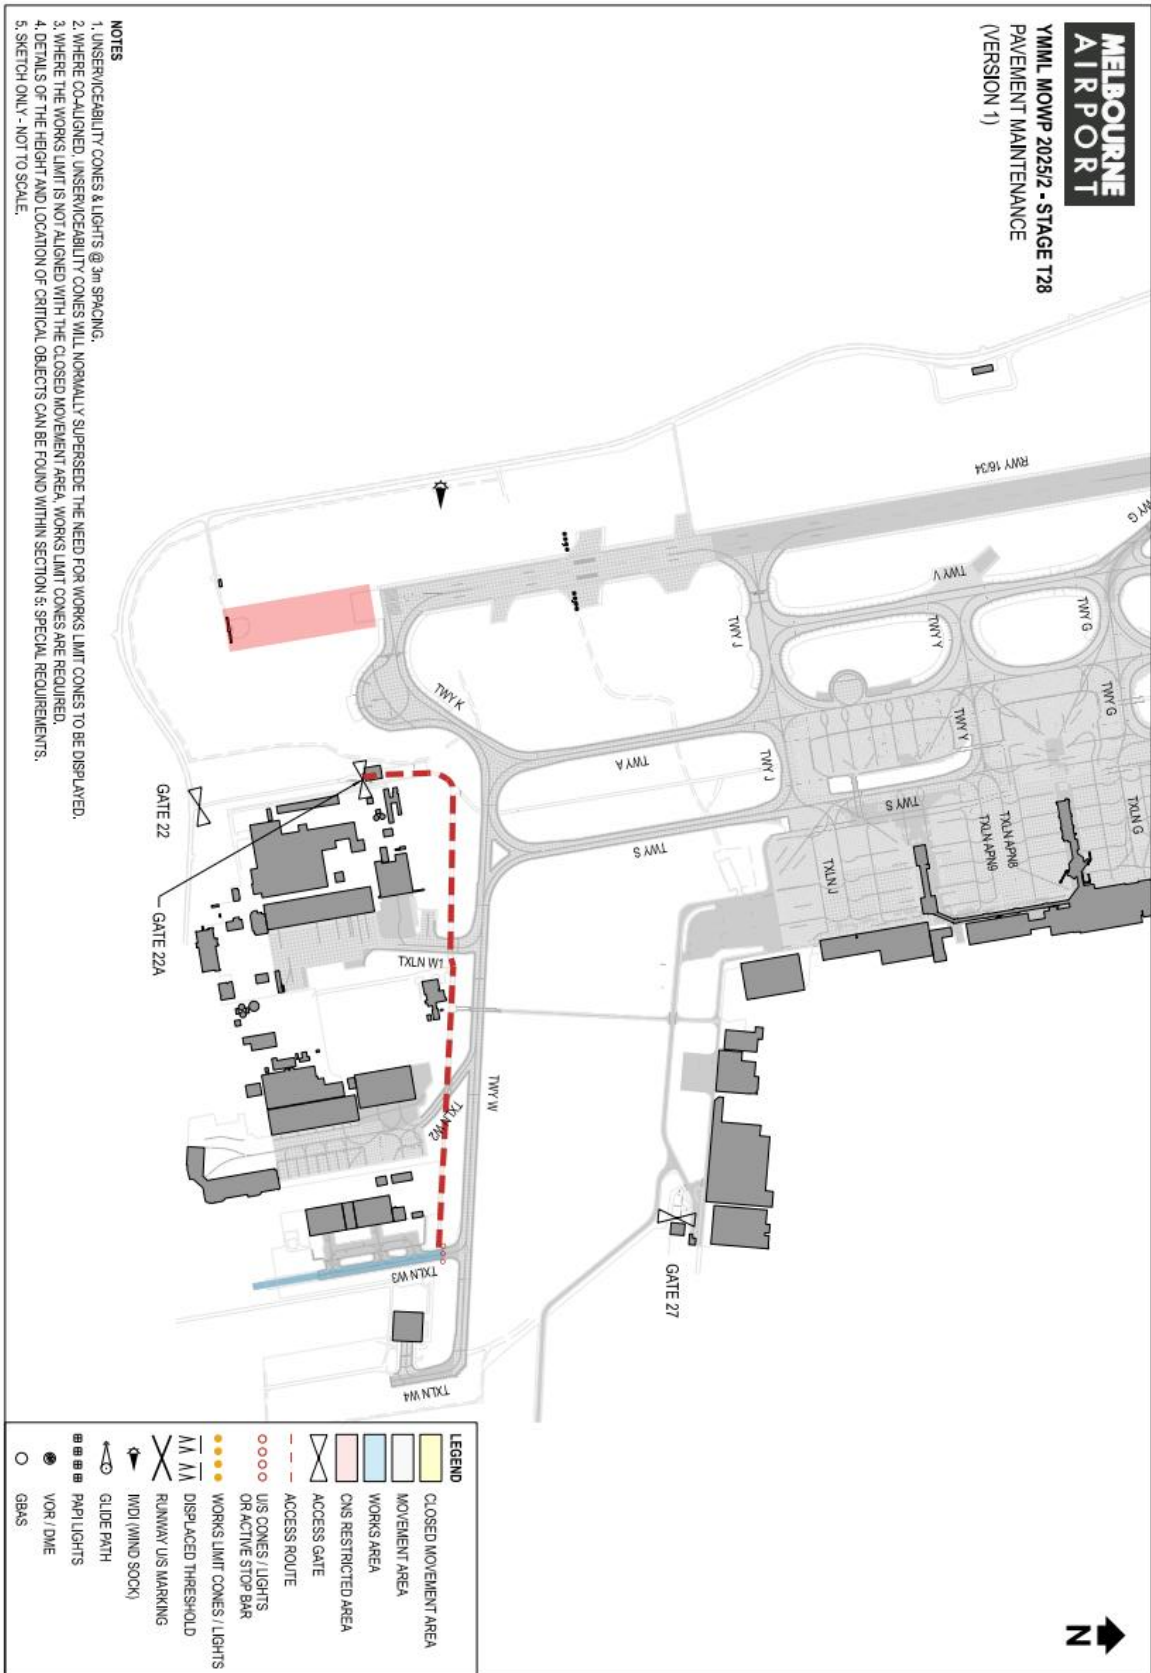 MELBOURNE
AIRPORT
YMML MOWP 2025/2 - STAGE T28
PAVEMENT MAINTENANCE
(VERSION 1)
RWY 16/34
TWY G
TWY V
TWY G
TWY J
TWY Y
TWY G
TWY K
TWY Y
TWY A
TWY J
TXLN G
TWY S
TXLN APN8
TXLN APN9
TWY S
TXLN J
GATE 22
GATE 22A
TXLN W1
TWY W
TXLN W2
TXLN W3
GATE 27
TXLN W4
NOTES
1. UNSERVICEABILITY CONES & LIGHTS @ 3m SPACING.
2. WHERE CO-ALIGNED, UNSERVICEABILITY CONES WILL NORMALLY SUPERSEDE THE NEED FOR WORKS LIMIT CONES TO BE DISPLAYED.
3. WHERE THE WORKS LIMIT IS NOT ALIGNED WITH THE CLOSED MOVEMENT AREA, WORKS LIMIT CONES ARE REQUIRED.
4. DETAILS OF THE HEIGHT AND LOCATION OF CRITICAL OBJECTS CAN BE FOUND WITHIN SECTION 5: SPECIAL REQUIREMENTS.
5. SKETCH ONLY - NOT TO SCALE.
LEGEND
CLOSED MOVEMENT AREA
MOVEMENT AREA
WORKS AREA
CNS RESTRICTED AREA
ACCESS GATE
ACCESS ROUTE
U/S CONES / LIGHTS
OR ACTIVE STOP BAR
WORKS LIMIT CONES / LIGHTS
DISPLACED THRESHOLD
RUNWAY U/S MARKING
IWDI (WIND SOCK)
GLIDE PATH
PAPI LIGHTS
VOR / DME
GBAS
N